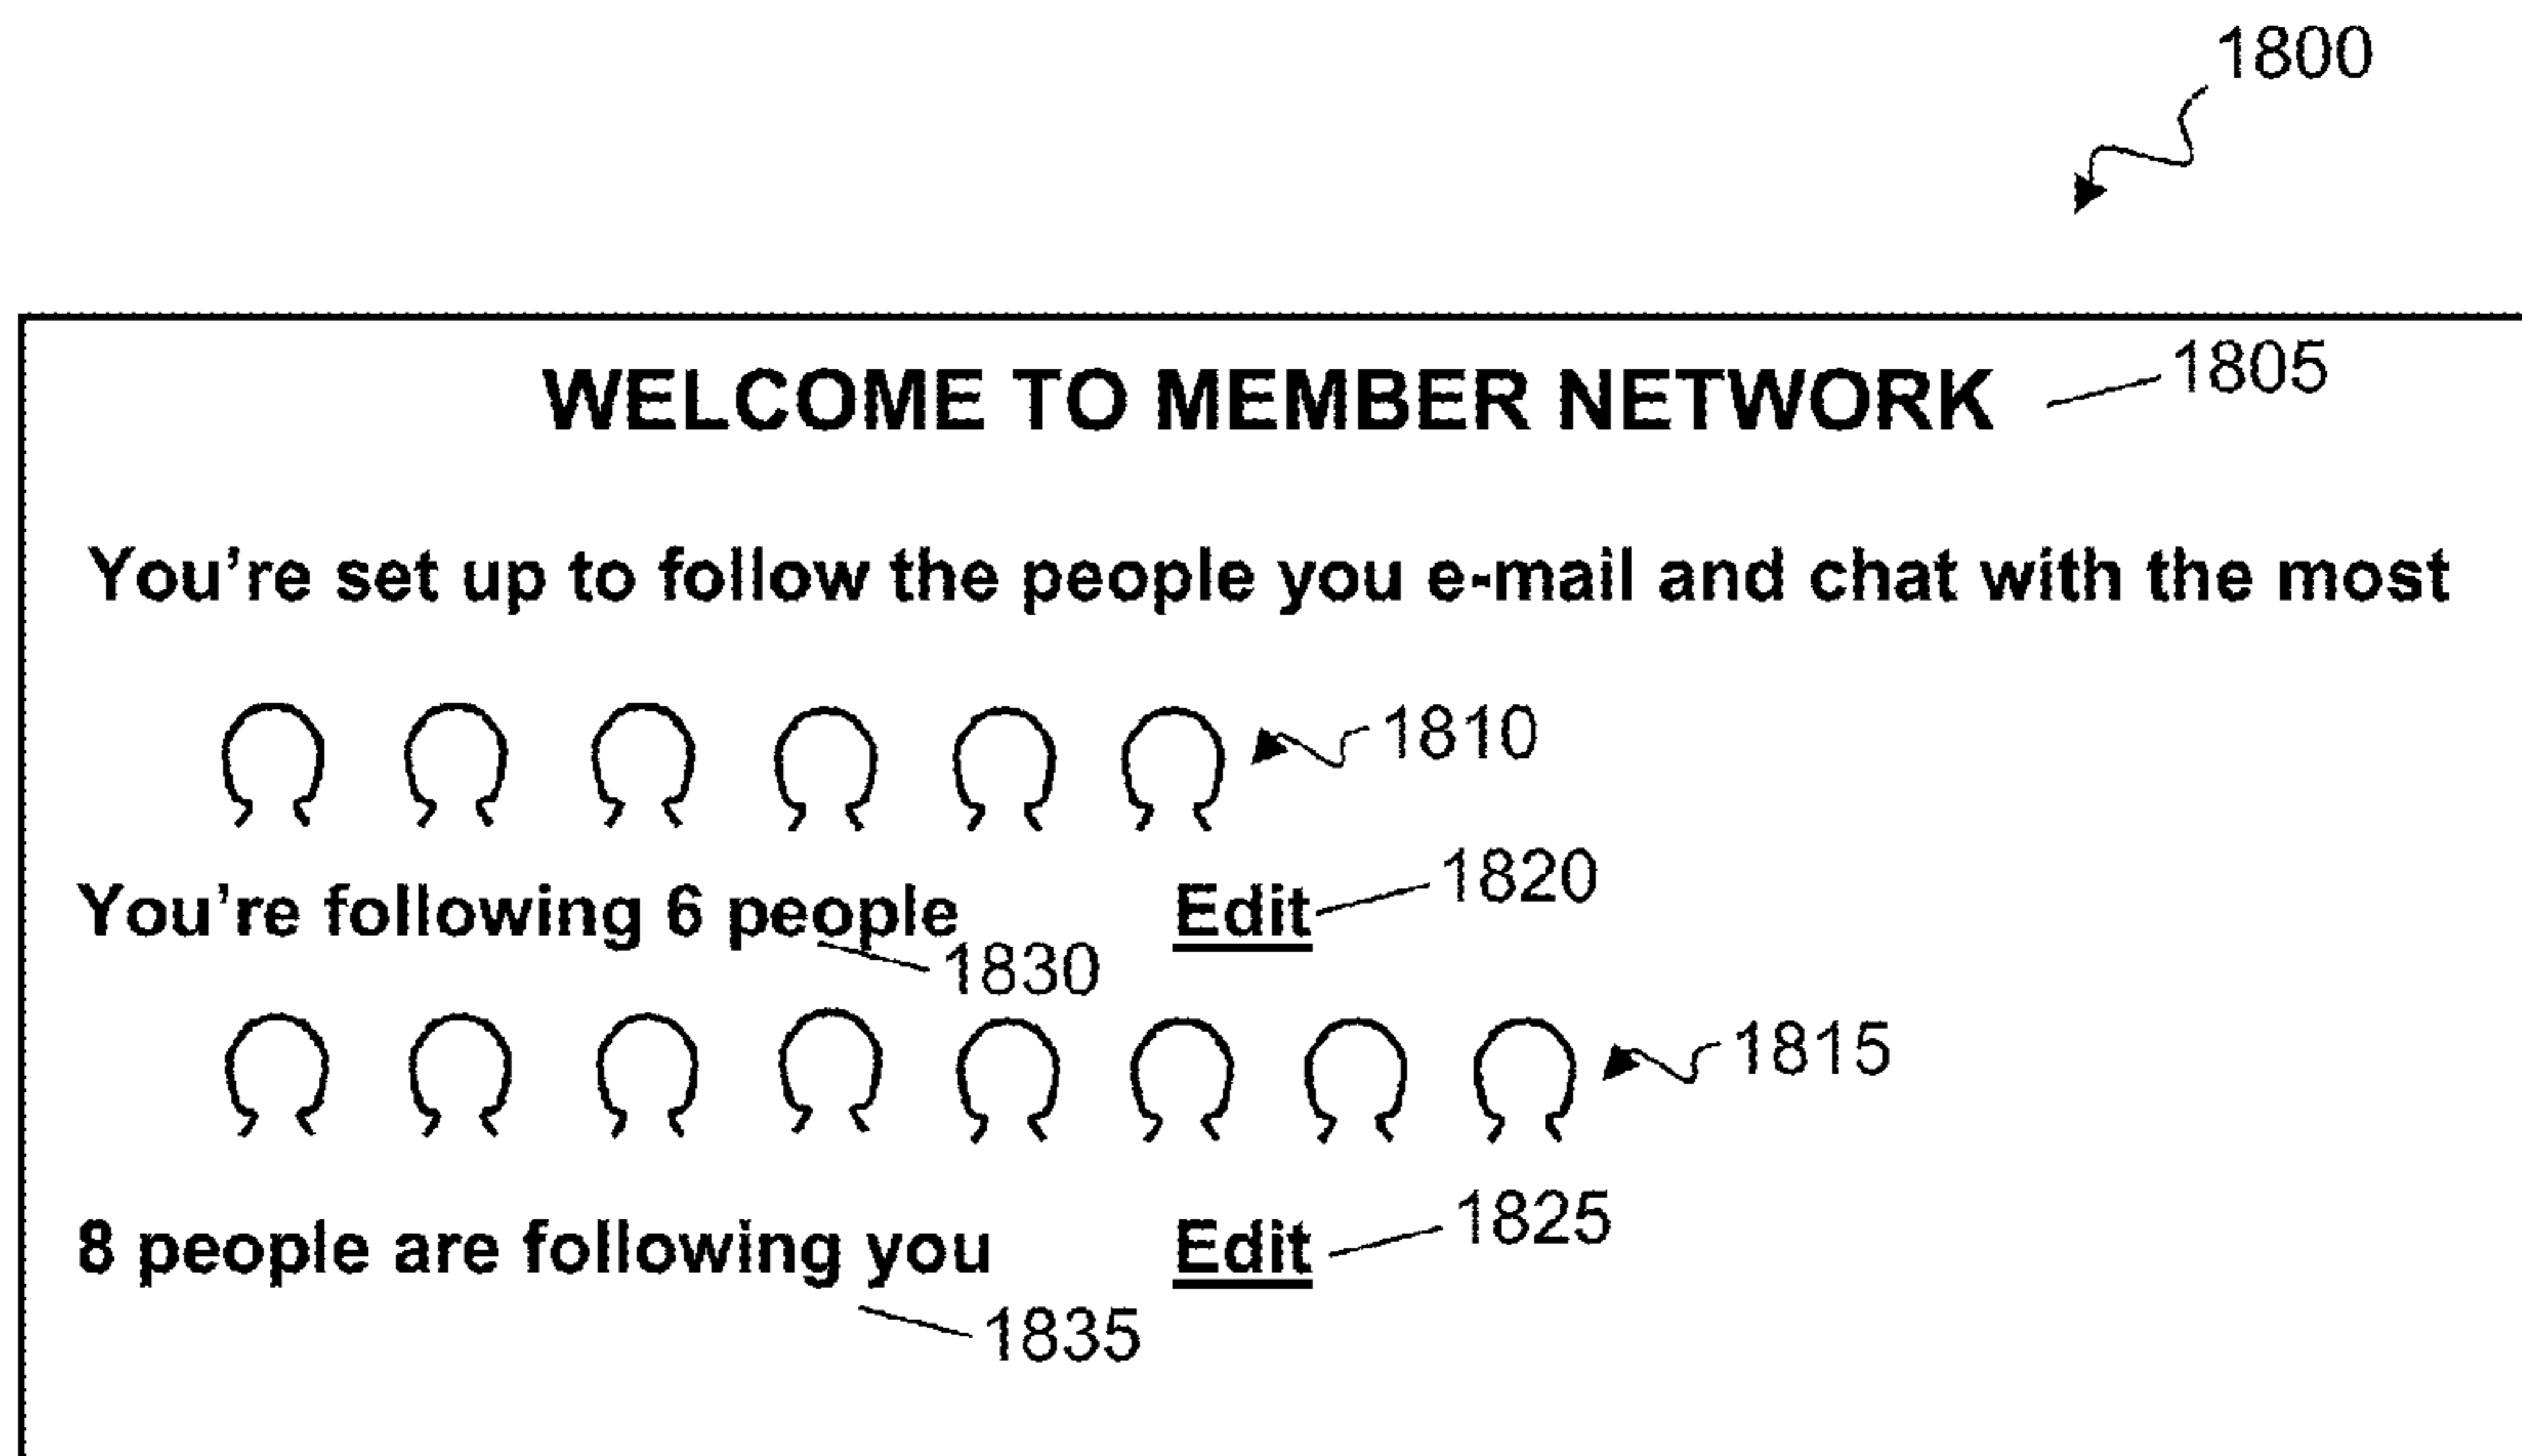 1800
WELCOME TO MEMBER NETWORK 1805
You're set up to follow the people you e-mail and chat with the most
1810
You're following 6 people Edit 1820
1830
1815
8 people are following you Edit 1825
1835